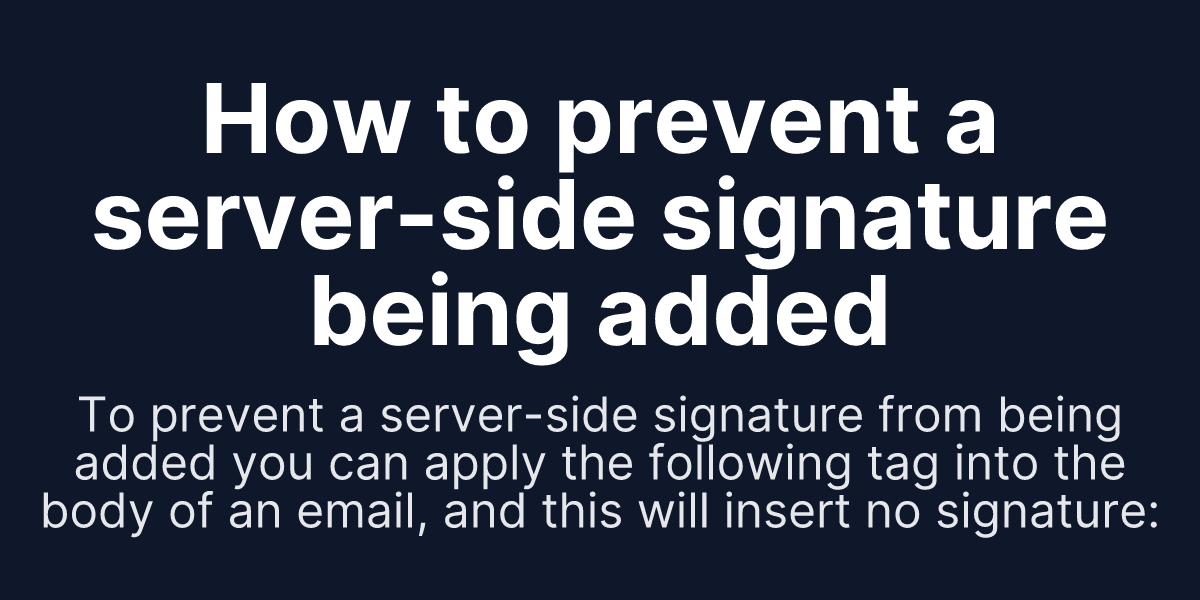 How to prevent a
server-side signature
being added
To prevent a server-side signature from being
added you can apply the following tag into the
body of an email, and this will insert no signature: